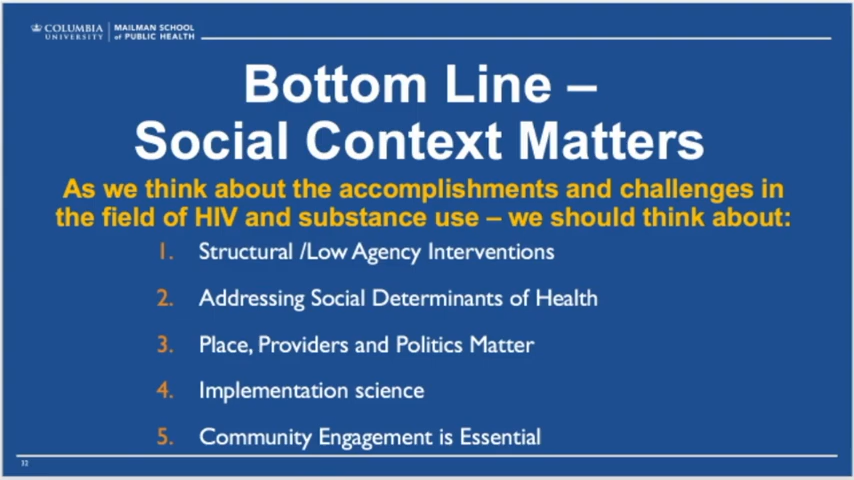 COLUMBIA UNIVERSITY
MAILMAN SCHOOL of PUBLIC HEALTH
Bottom Line –
Social Context Matters
As we think about the accomplishments and challenges in
the field of HIV and substance use – we should think about:
1. Structural /Low Agency Interventions
2. Addressing Social Determinants of Health
3. Place, Providers and Politics Matter
4. Implementation science
5. Community Engagement is Essential
12